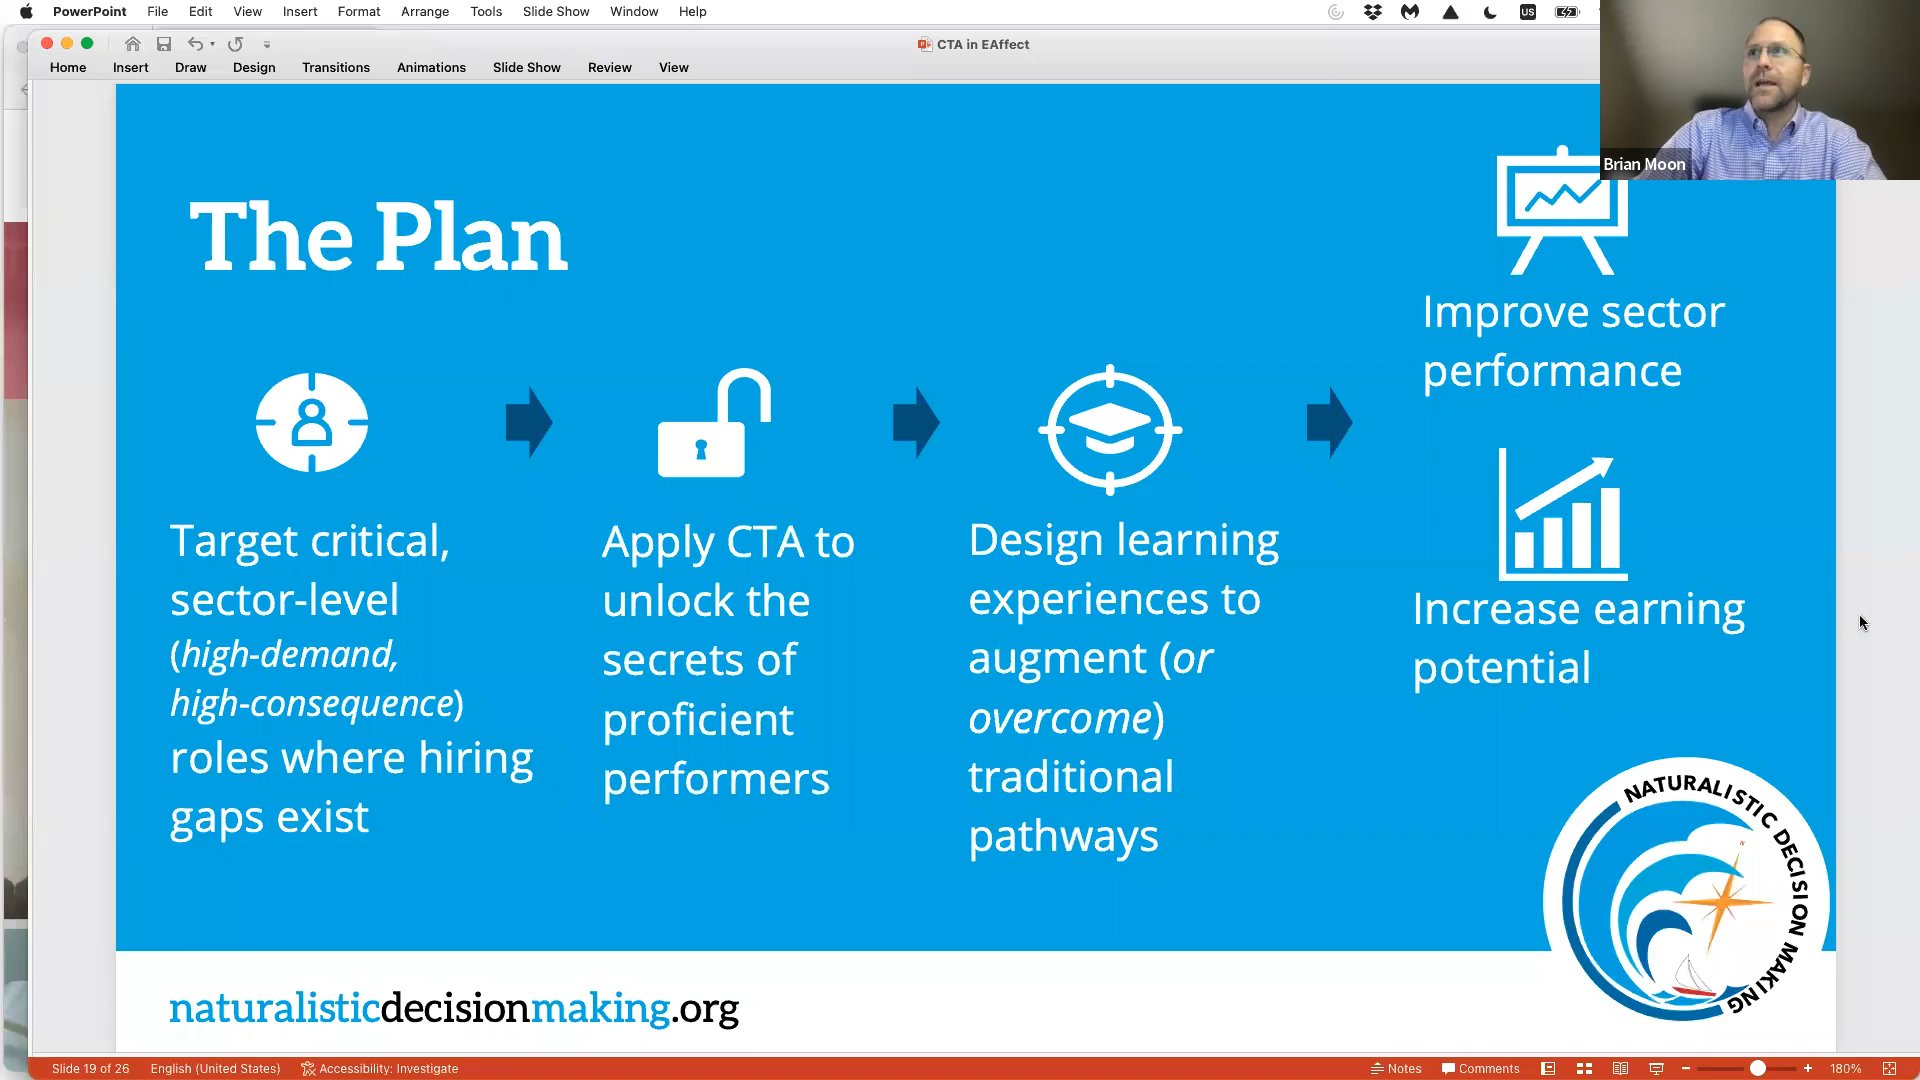 PowerPoint File Edit View Insert Format Arrange Tools Slide Show Window Help US
CTA in EAffect
Home Insert Draw Design Transitions Animations Slide Show Review View
Brian Moon
The Plan
Target critical,
sector-level
(high-demand,
high-consequence)
roles where hiring
gaps exist
Apply CTA to
unlock the
secrets of
proficient
performers
Design learning
experiences to
augment (or
overcome)
traditional
pathways
Improve sector
performance
Increase earning
potential
NATURALISTIC DECISION MAKING
N
naturalisticdecisionmaking.org
Slide 19 of 26 English (United States) Accessibility: Investigate Notes Comments 180%